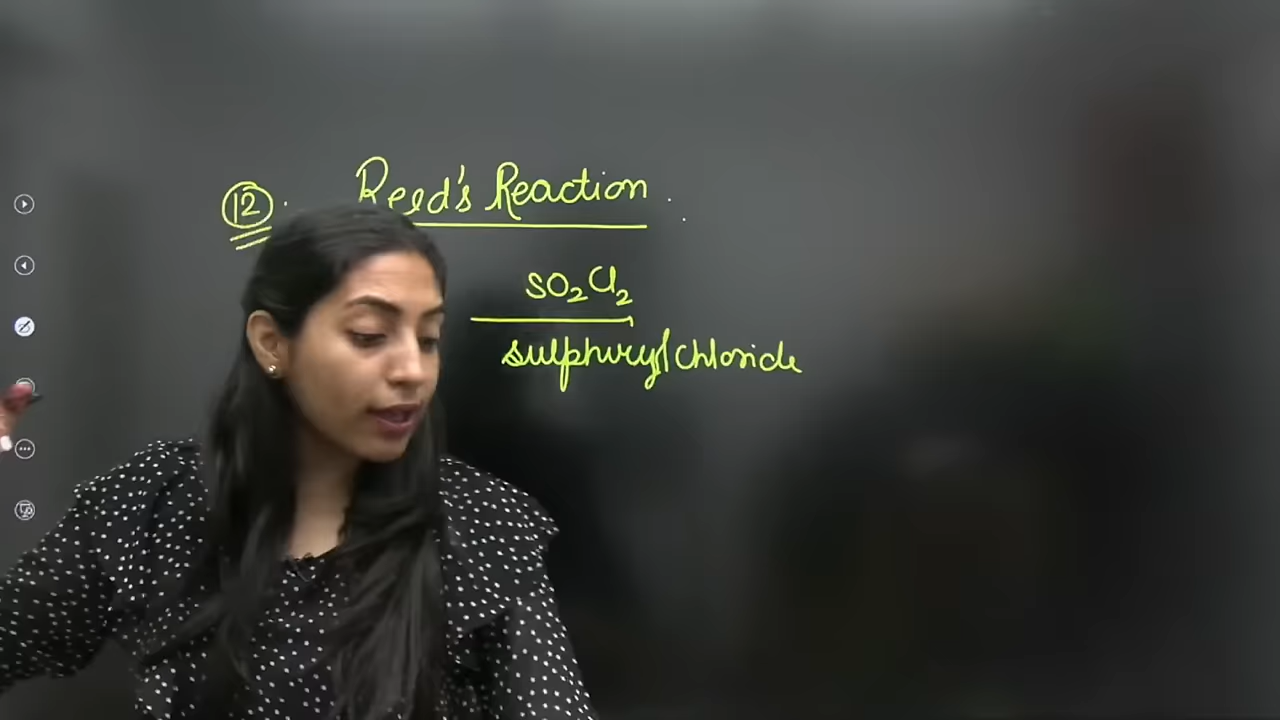 12. Reed's Reaction.
SO₂Cl₂
sulphuryl chloride